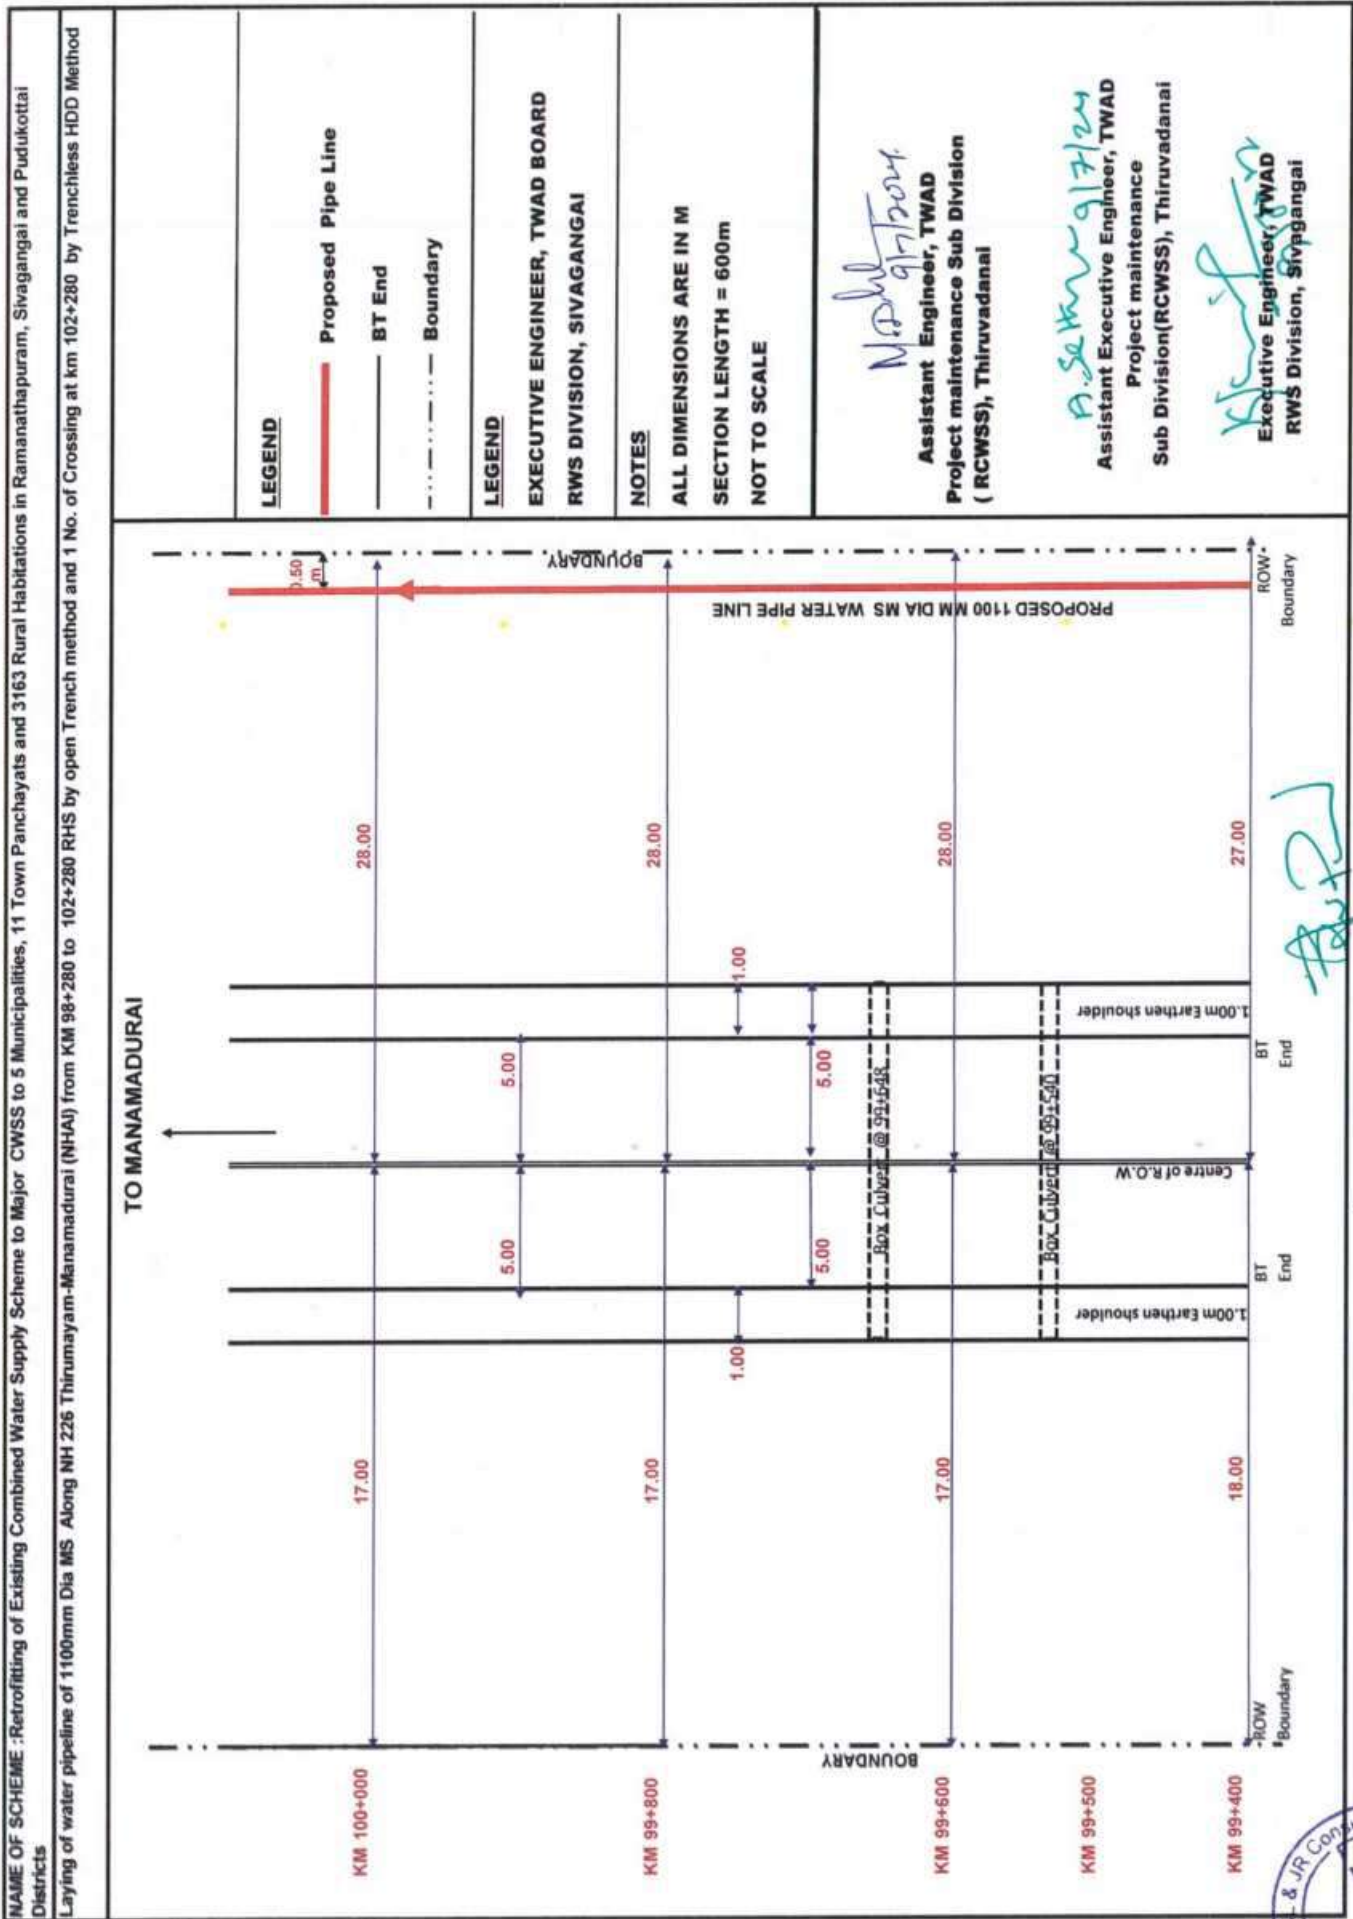 NAME OF SCHEME :Retrofitting of Existing Combined Water Supply Scheme to Major CWSS to 5 Municipalities, 11 Town Panchayats and 3163 Rural Habitations in Ramanathapuram, Sivagangai and Pudukottai
Districts
Laying of water pipeline of 1100mm Dia MS Along NH 226 Thirumayam-Manamadurai (NHAI) from KM 98+280 to 102+280 RHS by open Trench method and 1 No. of Crossing at km 102+280 by Trenchless HDD Method
TO MANAMADURAI
KM 100+000
17.00
28.00
0.50
m
5.00
5.00
KM 99+800
17.00
28.00
BOUNDARY
1.00
1.00
5.00
5.00
PROPOSED 1100 MM DIA MS WATER PIPE LINE
BOUNDARY
Box Culvert @ 99+648
KM 99+600
17.00
28.00
Box Culvert @ 99+540
KM 99+500
1.00m Earthen shoulder
Centre of R.O.W
1.00m Earthen shoulder
KM 99+400
18.00
27.00
ROW
Boundary
BT
End
BT
End
ROW
Boundary
LEGEND
Proposed Pipe Line
BT End
Boundary
LEGEND
EXECUTIVE ENGINEER, TWAD BOARD
RWS DIVISION, SIVAGANGAI
NOTES
ALL DIMENSIONS ARE IN M
SECTION LENGTH = 600m
NOT TO SCALE
9/7/2024
Assistant Engineer, TWAD
Project maintenance Sub Division
( RCWSS), Thiruvadanai
9/7/24
Assistant Executive Engineer, TWAD
Project maintenance
Sub Division(RCWSS), Thiruvadanai
Executive Engineer, TWAD
RWS Division, Sivagangai
& JR